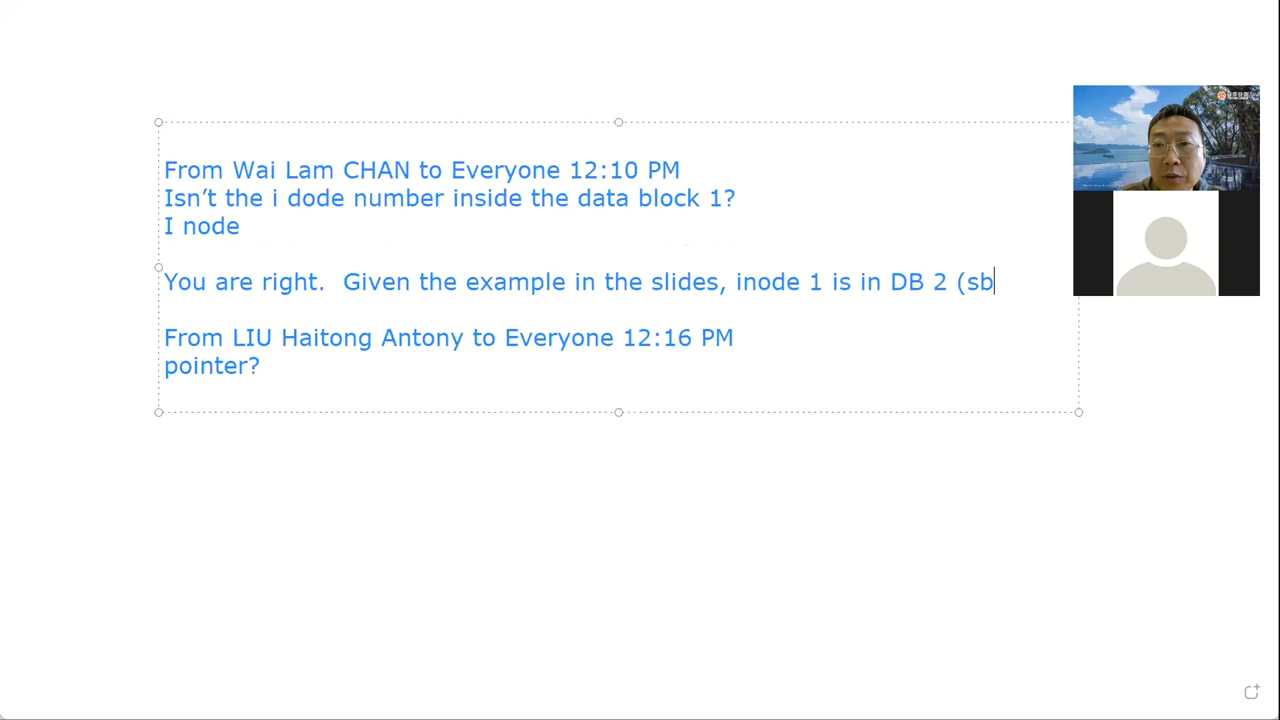 From Wai Lam CHAN to Everyone 12:10 PM
Isn’t the i dode number inside the data block 1?
I node
You are right.  Given the example in the slides, inode 1 is in DB 2 (sb
From LIU Haitong Antony to Everyone 12:16 PM
pointer?